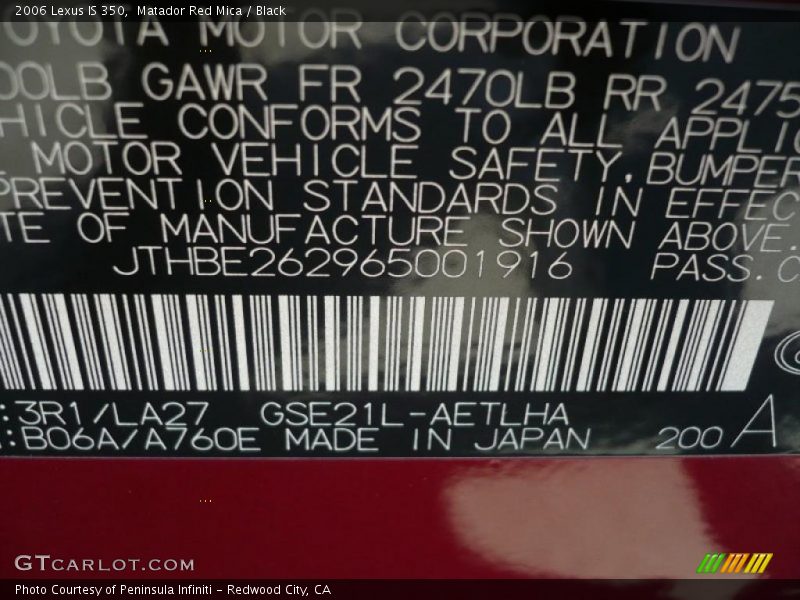 2006 Lexus IS 350, Matador Red Mica / Black
TOYOTA MOTOR CORPORATION
00LB GAWR FR 2470LB RR 2475
HICLE CONFORMS TO ALL APPLIC
L MOTOR VEHICLE SAFETY, BUMPER
PREVENTION STANDARDS IN EFFEC
TE OF MANUFACTURE SHOWN ABOVE.
JTHBE262965001916 PASS. C
:3R1/LA27 GSE21L-AETLHA
:B06A/A760E MADE IN JAPAN 200 A
GTCARLOT.COM
Photo Courtesy of Peninsula Infiniti - Redwood City, CA